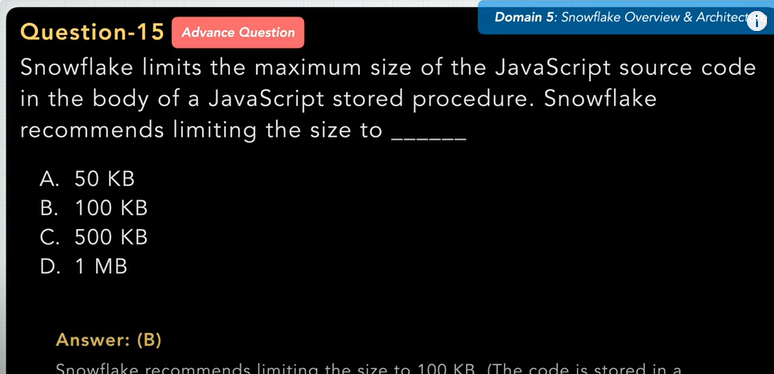 Domain 5: Snowflake Overview & Architect
Question-15 Advance Question
Snowflake limits the maximum size of the JavaScript source code
in the body of a JavaScript stored procedure. Snowflake
recommends limiting the size to ______
A. 50 KB
B. 100 KB
C. 500 KB
D. 1 MB
Answer: (B)
Snowflake recommends limiting the size to 100 KB. (The code is stored in a